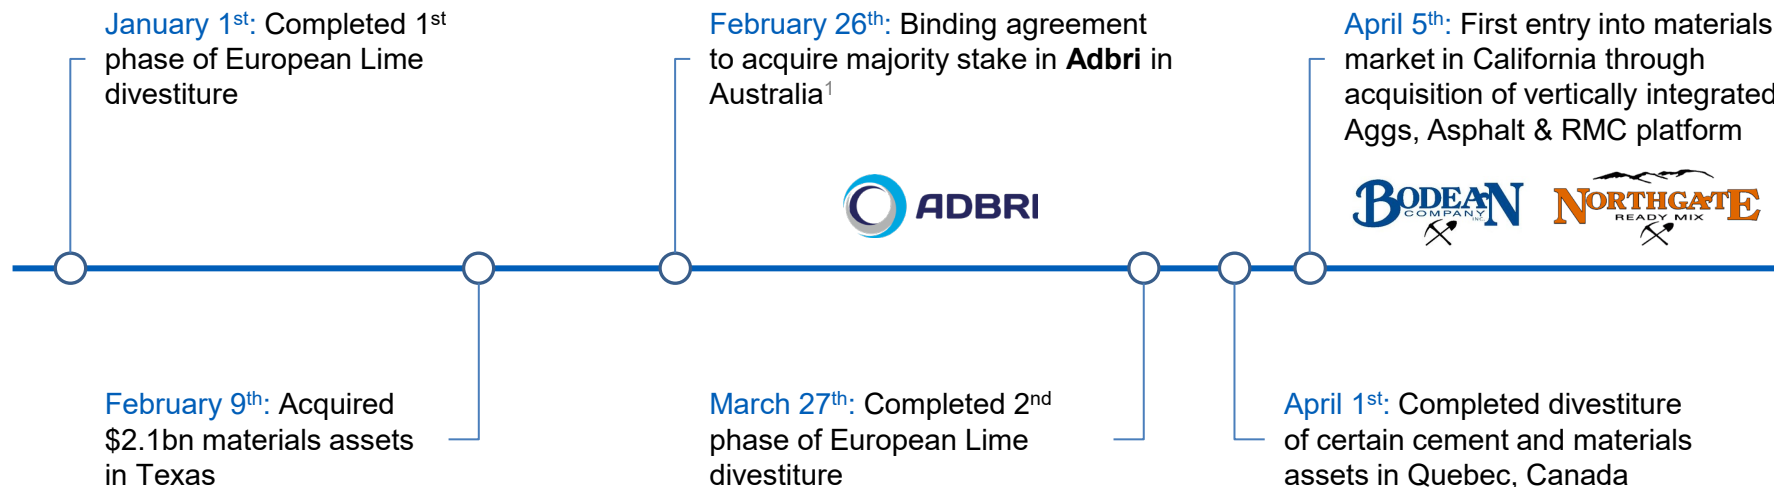 January 1st: Completed 1st
phase of European Lime
divestiture
February 26th: Binding agreement
to acquire majority stake in Adbri in
Australia1
April 5th: First entry into materials
market in California through
acquisition of vertically integrated
Aggs, Asphalt & RMC platform
ADBRI
BODEAN
COMPANY
INC.
NORTHGATE
READY MIX
February 9th: Acquired
$2.1bn materials assets
in Texas
March 27th: Completed 2nd
phase of European Lime
divestiture
April 1st: Completed divestiture
of certain cement and materials
assets in Quebec, Canada